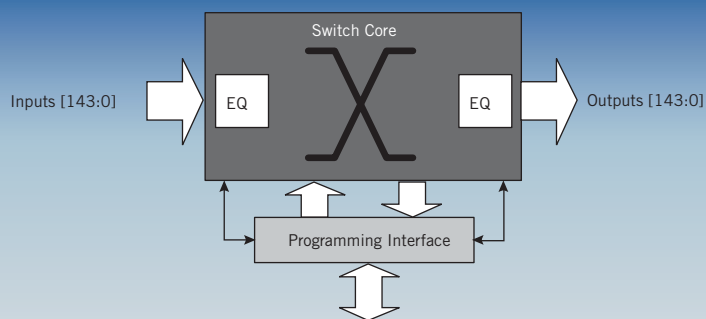 Switch Core
Inputs [143:0]
EQ
EQ
Outputs [143:0]
Programming Interface